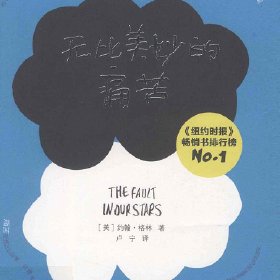 无比美妙的
痛苦
《纽约时报》
畅销书排行榜
No.1
THE FAULT
IN OUR STARS
[美] 约翰·格林 著
卢宁 译